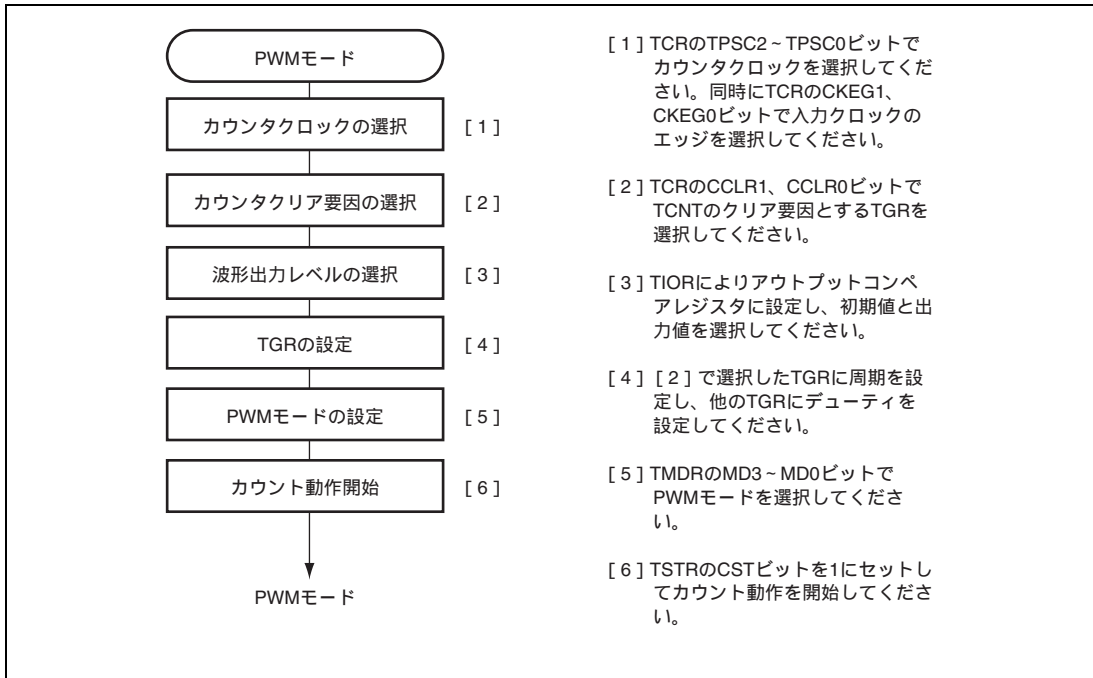 PWMモード
カウンタクロックの選択 [1]
カウンタクリア要因の選択 [2]
波形出力レベルの選択 [3]
TGRの設定 [4]
PWMモードの設定 [5]
カウント動作開始 [6]
PWMモード
[1] TCRのTPSC2~TPSC0ビットで
カウンタクロックを選択してくだ
さい。同時にTCRのCKEG1、
CKEG0ビットで入力クロックの
エッジを選択してください。
[2] TCRのCCLR1、CCLR0ビットで
TCNTのクリア要因とするTGRを
選択してください。
[3] TIORによりアウトプットコンペ
アレジスタに設定し、初期値と出
力値を選択してください。
[4] [2]で選択したTGRに周期を設
定し、他のTGRにデューティを
設定してください。
[5] TMDRのMD3~MD0ビットで
PWMモードを選択してくださ
い。
[6] TSTRのCSTビットを1にセットし
てカウント動作を開始してくださ
い。